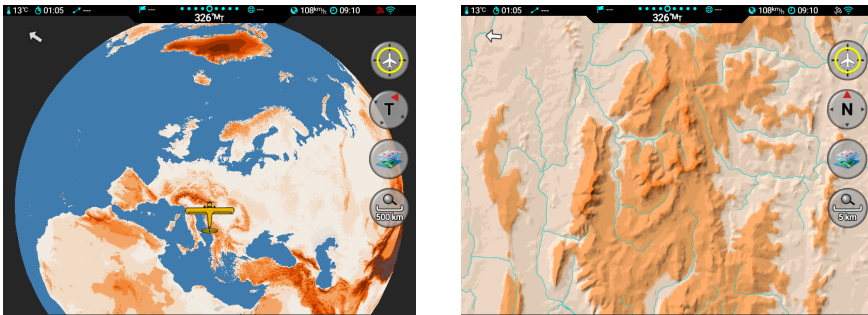 13°C 01:05 --- --- 326°MT --- 108km/h 09:10
T
500 km
13°C 01:05 --- --- 326°MT --- 108km/h 09:10
N
5 km